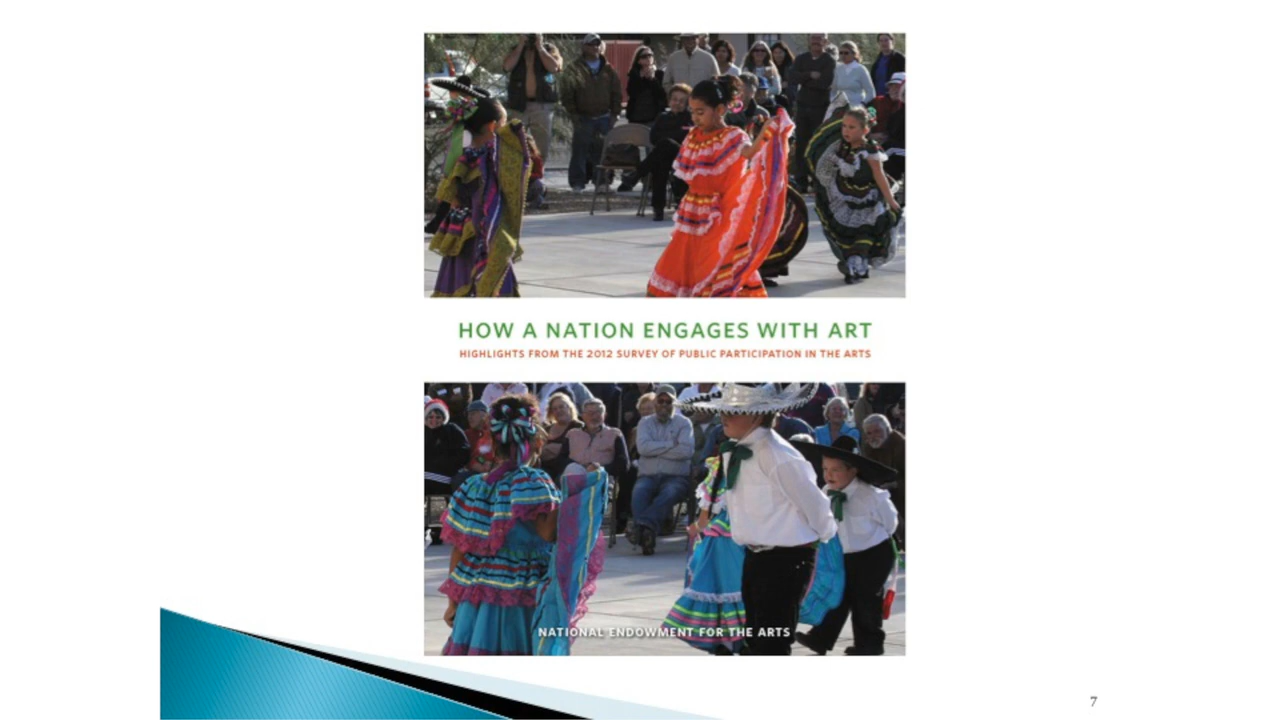 HOW A NATION ENGAGES WITH ART
HIGHLIGHTS FROM THE 2012 SURVEY OF PUBLIC PARTICIPATION IN THE ARTS
NATIONAL ENDOWMENT FOR THE ARTS
7